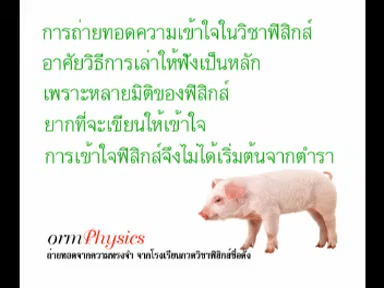 การถ่ายทอดความเข้าใจในวิชาฟิสิกส์
อาศัยวิธีการเล่าให้ฟังเป็นหลัก
เพราะหลายมิติของฟิสิกส์
ยากที่จะเขียนให้เข้าใจ
การเข้าใจฟิสิกส์จึงไม่ได้เริ่มต้นจากตำรา
ormPhysics
ถ่ายทอดจากความทรงจำ จากโรงเรียนกวดวิชาฟิสิกส์ชื่อดัง